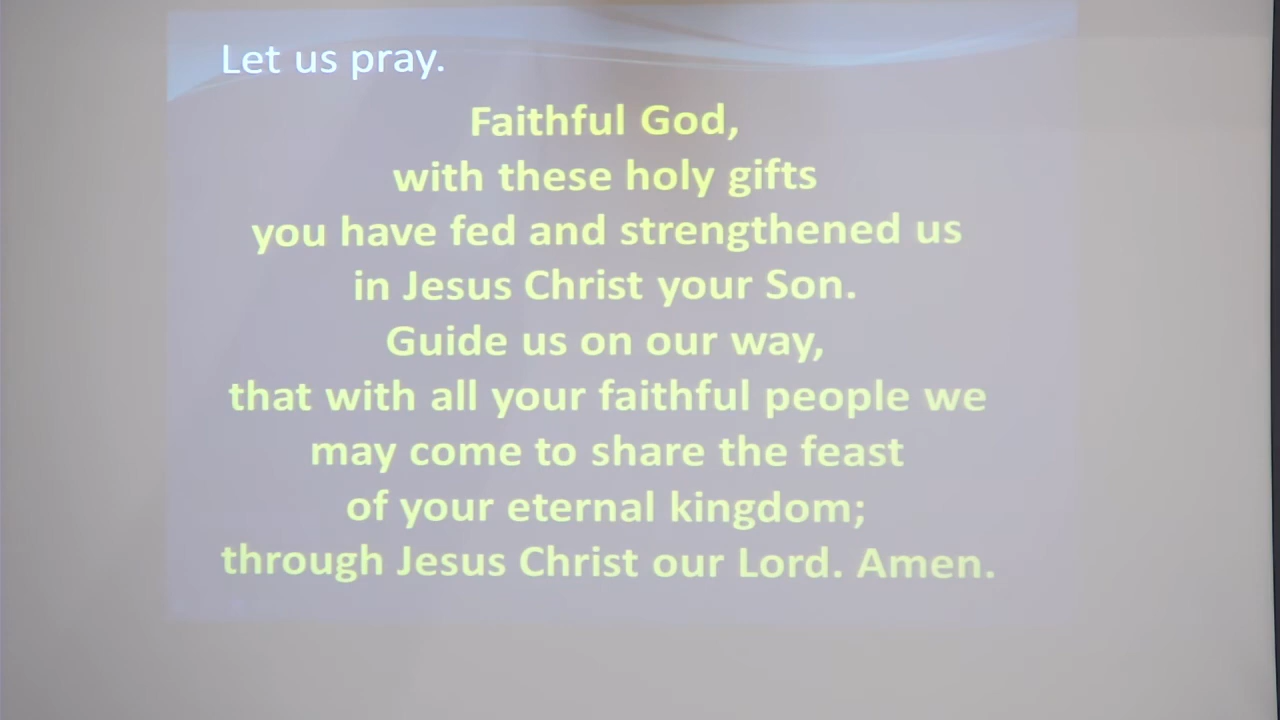 Let us pray.
Faithful God,
with these holy gifts
you have fed and strengthened us
in Jesus Christ your Son.
Guide us on our way,
that with all your faithful people we
may come to share the feast
of your eternal kingdom;
through Jesus Christ our Lord. Amen.